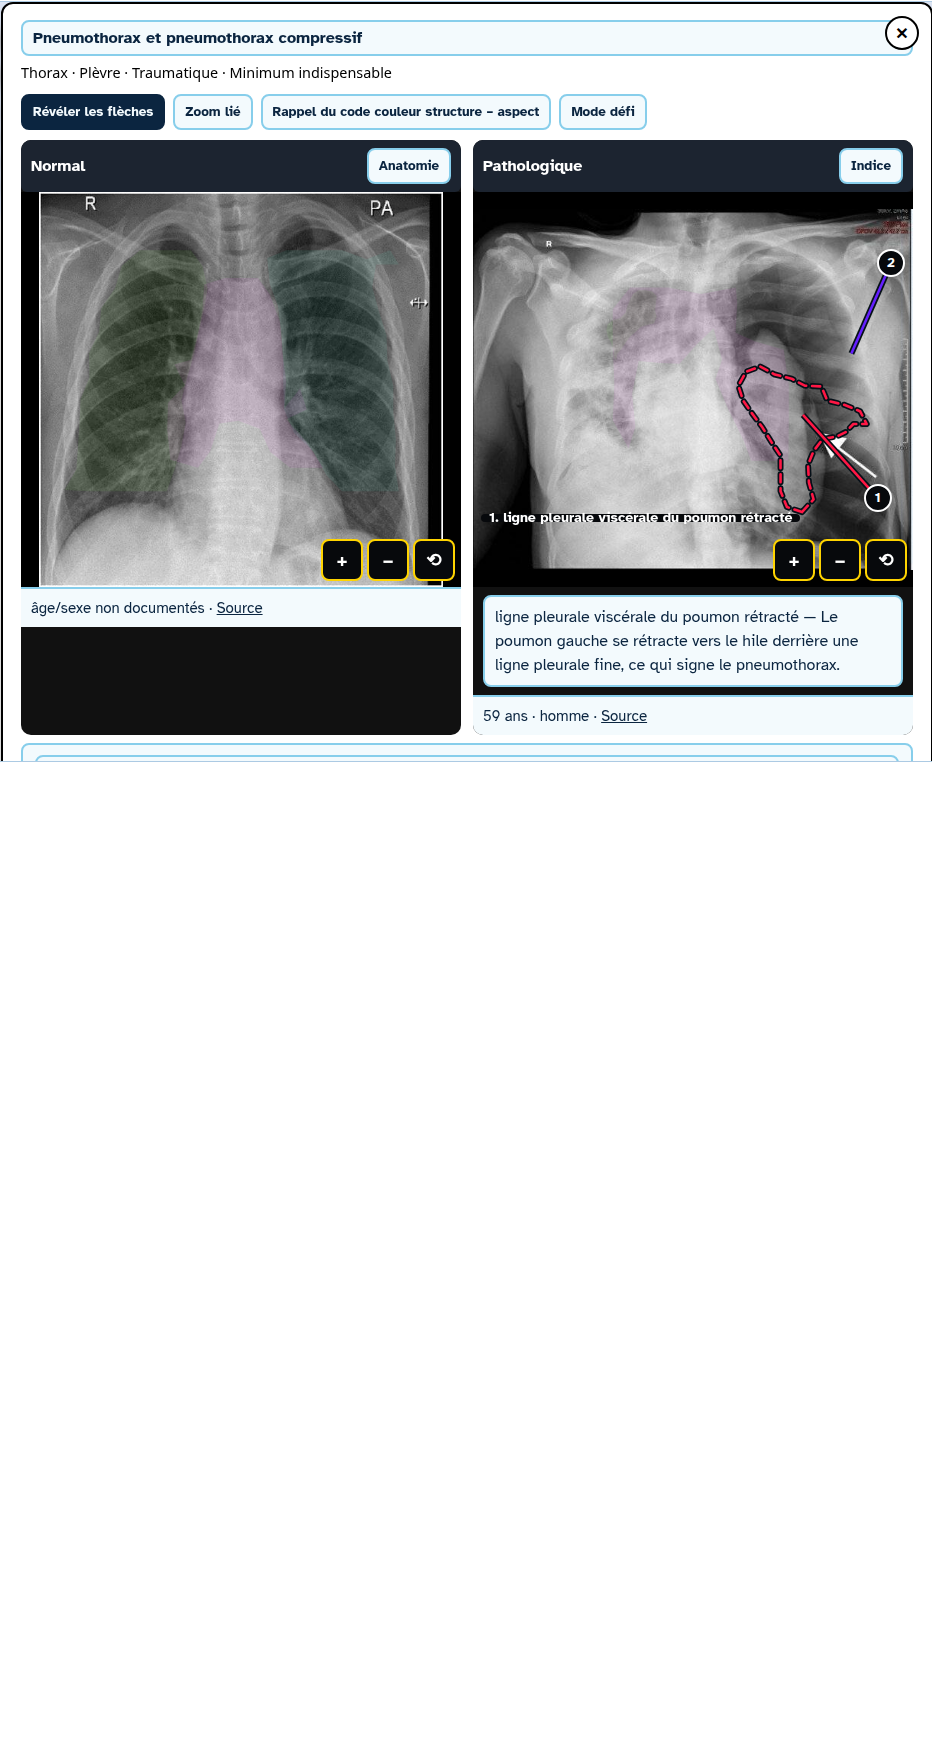 Pneumothorax et pneumothorax compressif
×
Thorax · Plèvre · Traumatique · Minimum indispensable
Révéler les flèches
Zoom lié
Rappel du code couleur structure – aspect
Mode défi
Normal
Anatomie
R
PA
+
−
⟲
âge/sexe non documentés · Source
Pathologique
Indice
R
2
1
1. ligne pleurale viscérale du poumon rétracté
+
−
⟲
ligne pleurale viscérale du poumon rétracté — Le
poumon gauche se rétracte vers le hile derrière une
ligne pleurale fine, ce qui signe le pneumothorax.
59 ans · homme · Source